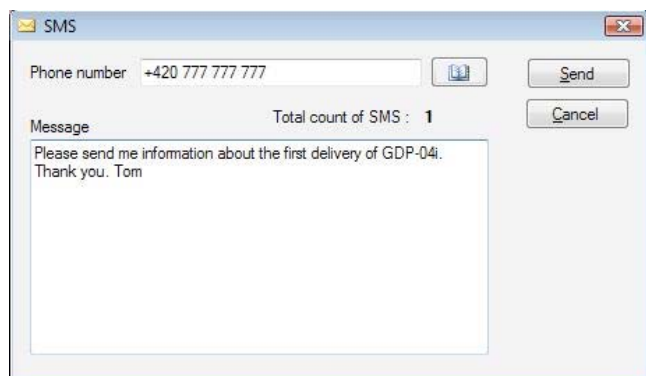 SMS
Phone number +420 777 777 777
Send
Total count of SMS : 1
Cancel
Message
Please send me information about the first delivery of GDP-04i.
Thank you. Tom